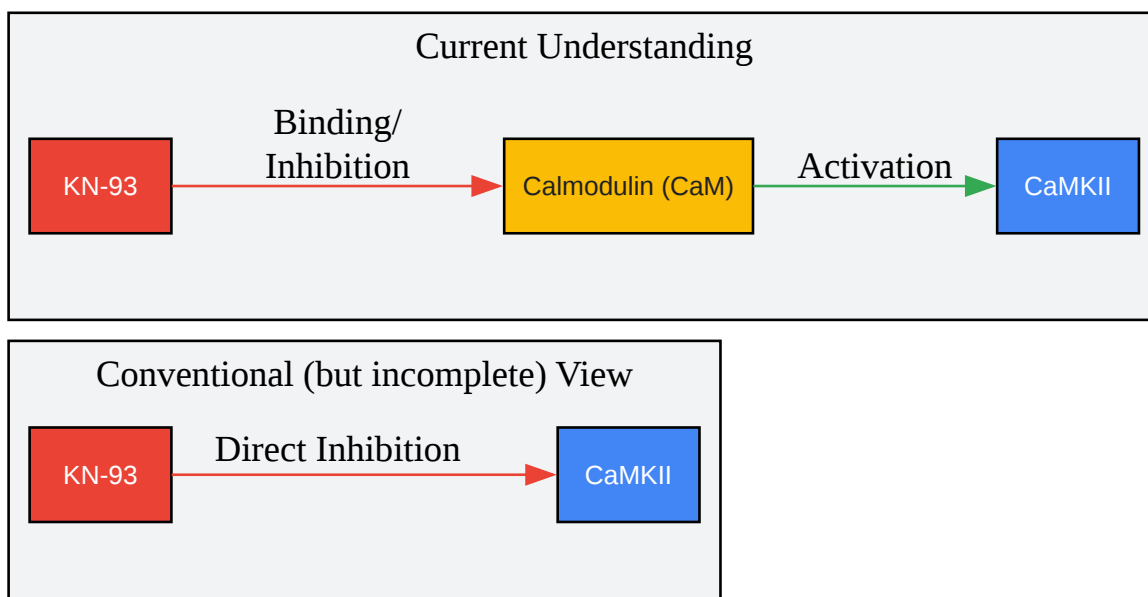 Current Understanding
Binding/
Inhibition
Activation
KN-93
Calmodulin (CaM)
CaMKII
Conventional (but incomplete) View
Direct Inhibition
KN-93
CaMKII